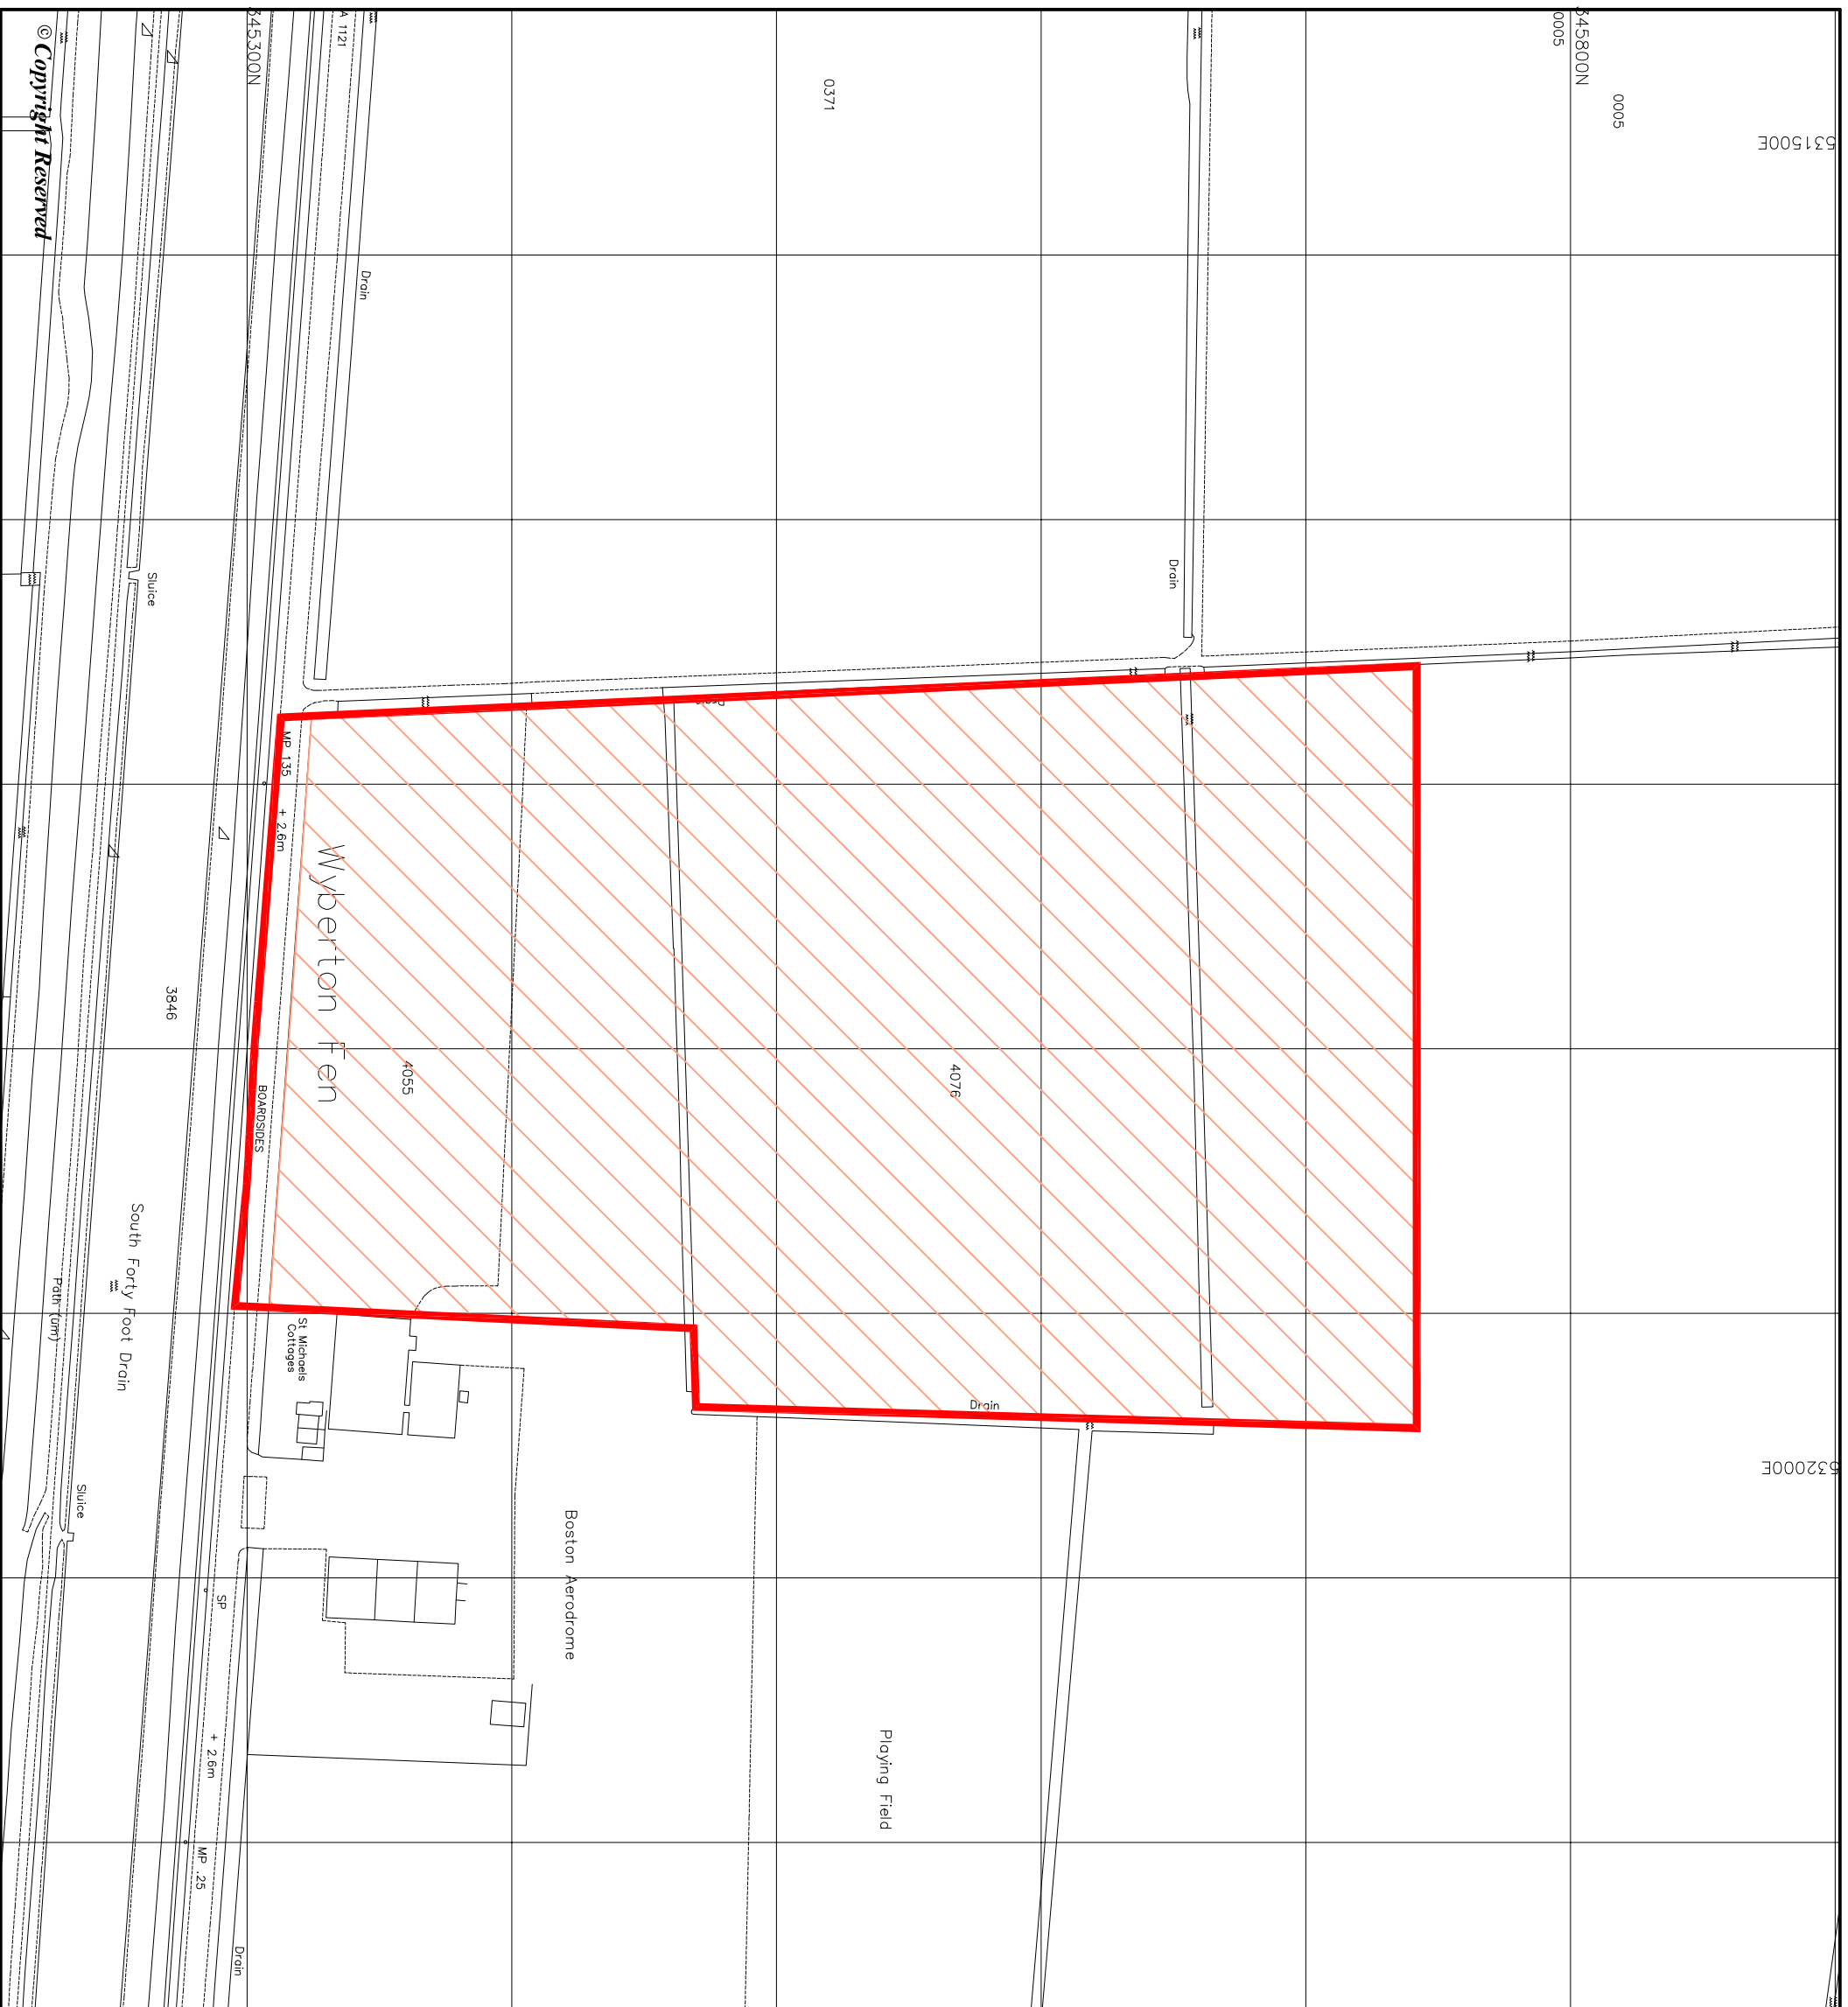 © Copyright Reserved
345300N
A 1121
0371
345800N
0005
0005
531500E
Drain
Drain
Sluice
Drain
MP 135
+ 2.6m
Wyberton Fen
3846
4055
4076
BOARDSIDES
South Forty Foot Drain
Path (um)
St Michaels
Cottages
Drain
532000E
Sluice
Boston Aerodrome
SP
Playing Field
+ 2.6m
MP .25
Drain